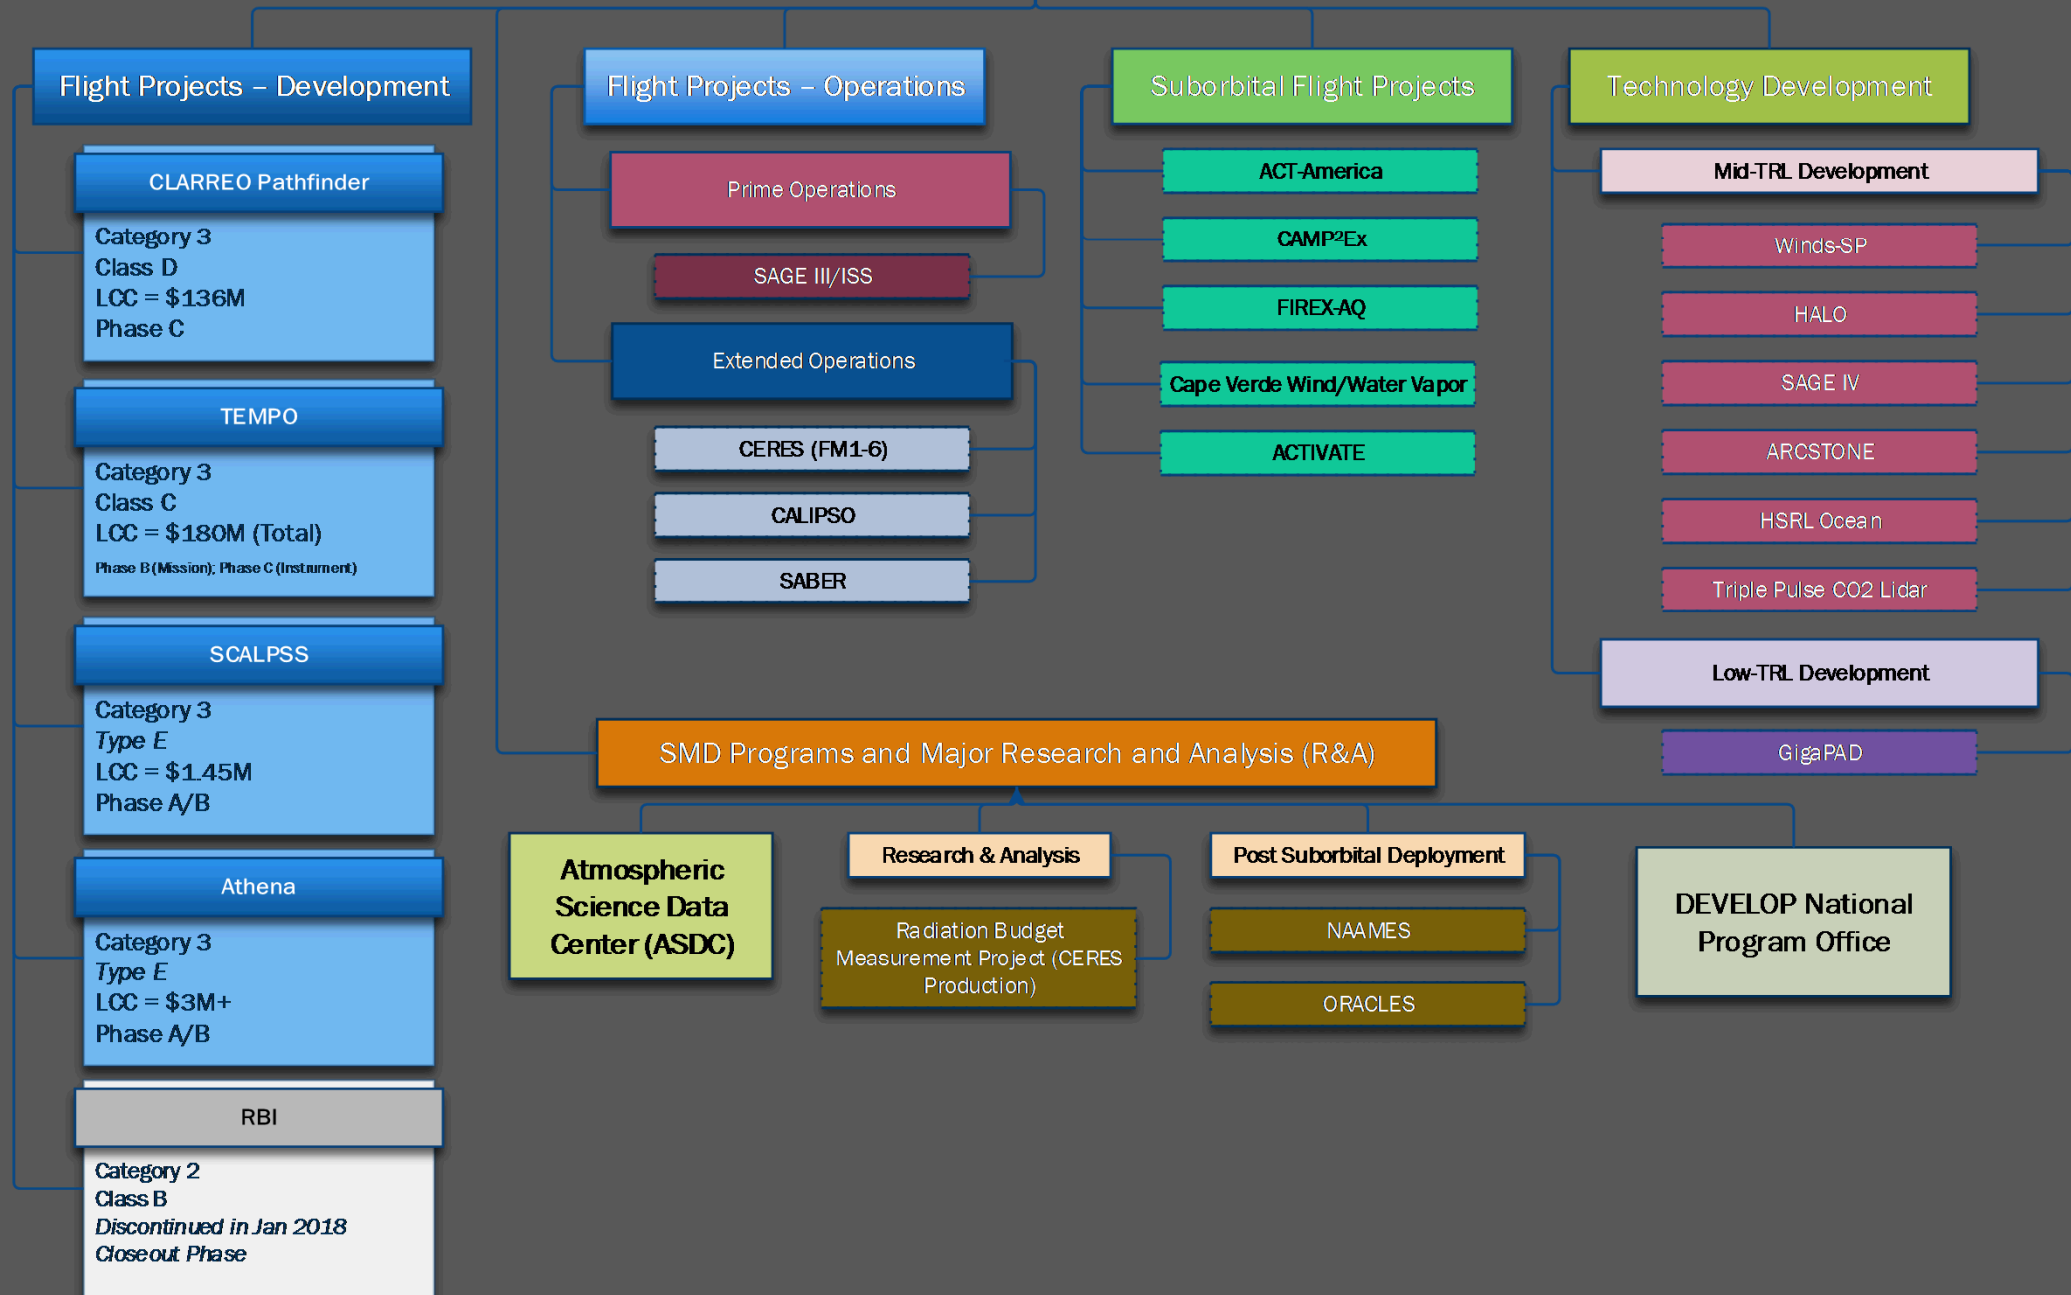 Flight Projects – Development
CLARREO Pathfinder
Category 3
Class D
LCC = $136M
Phase C
TEMPO
Category 3
Class C
LCC = $180M (Total)
Phase B (Mission); Phase C (Instrument)
SCALPSS
Category 3
Type E
LCC = $1.45M
Phase A/B
Athena
Category 3
Type E
LCC = $3M+
Phase A/B
RBI
Category 2
Class B
Discontinued in Jan 2018
Closeout Phase
Flight Projects – Operations
Prime Operations
SAGE III/ISS
Extended Operations
CERES (FM1-6)
CALIPSO
SABER
Suborbital Flight Projects
ACT-America
CAMP²Ex
FIREX-AQ
Cape Verde Wind/Water Vapor
ACTIVATE
Technology Development
Mid-TRL Development
Winds-SP
HALO
SAGE IV
ARCSTONE
HSRL Ocean
Triple Pulse CO2 Lidar
Low-TRL Development
GigaPAD
SMD Programs and Major Research and Analysis (R&A)
Atmospheric
Science Data
Center (ASDC)
Research & Analysis
Radiation Budget
Measurement Project (CERES
Production)
Post Suborbital Deployment
NAAMES
ORACLES
DEVELOP National
Program Office